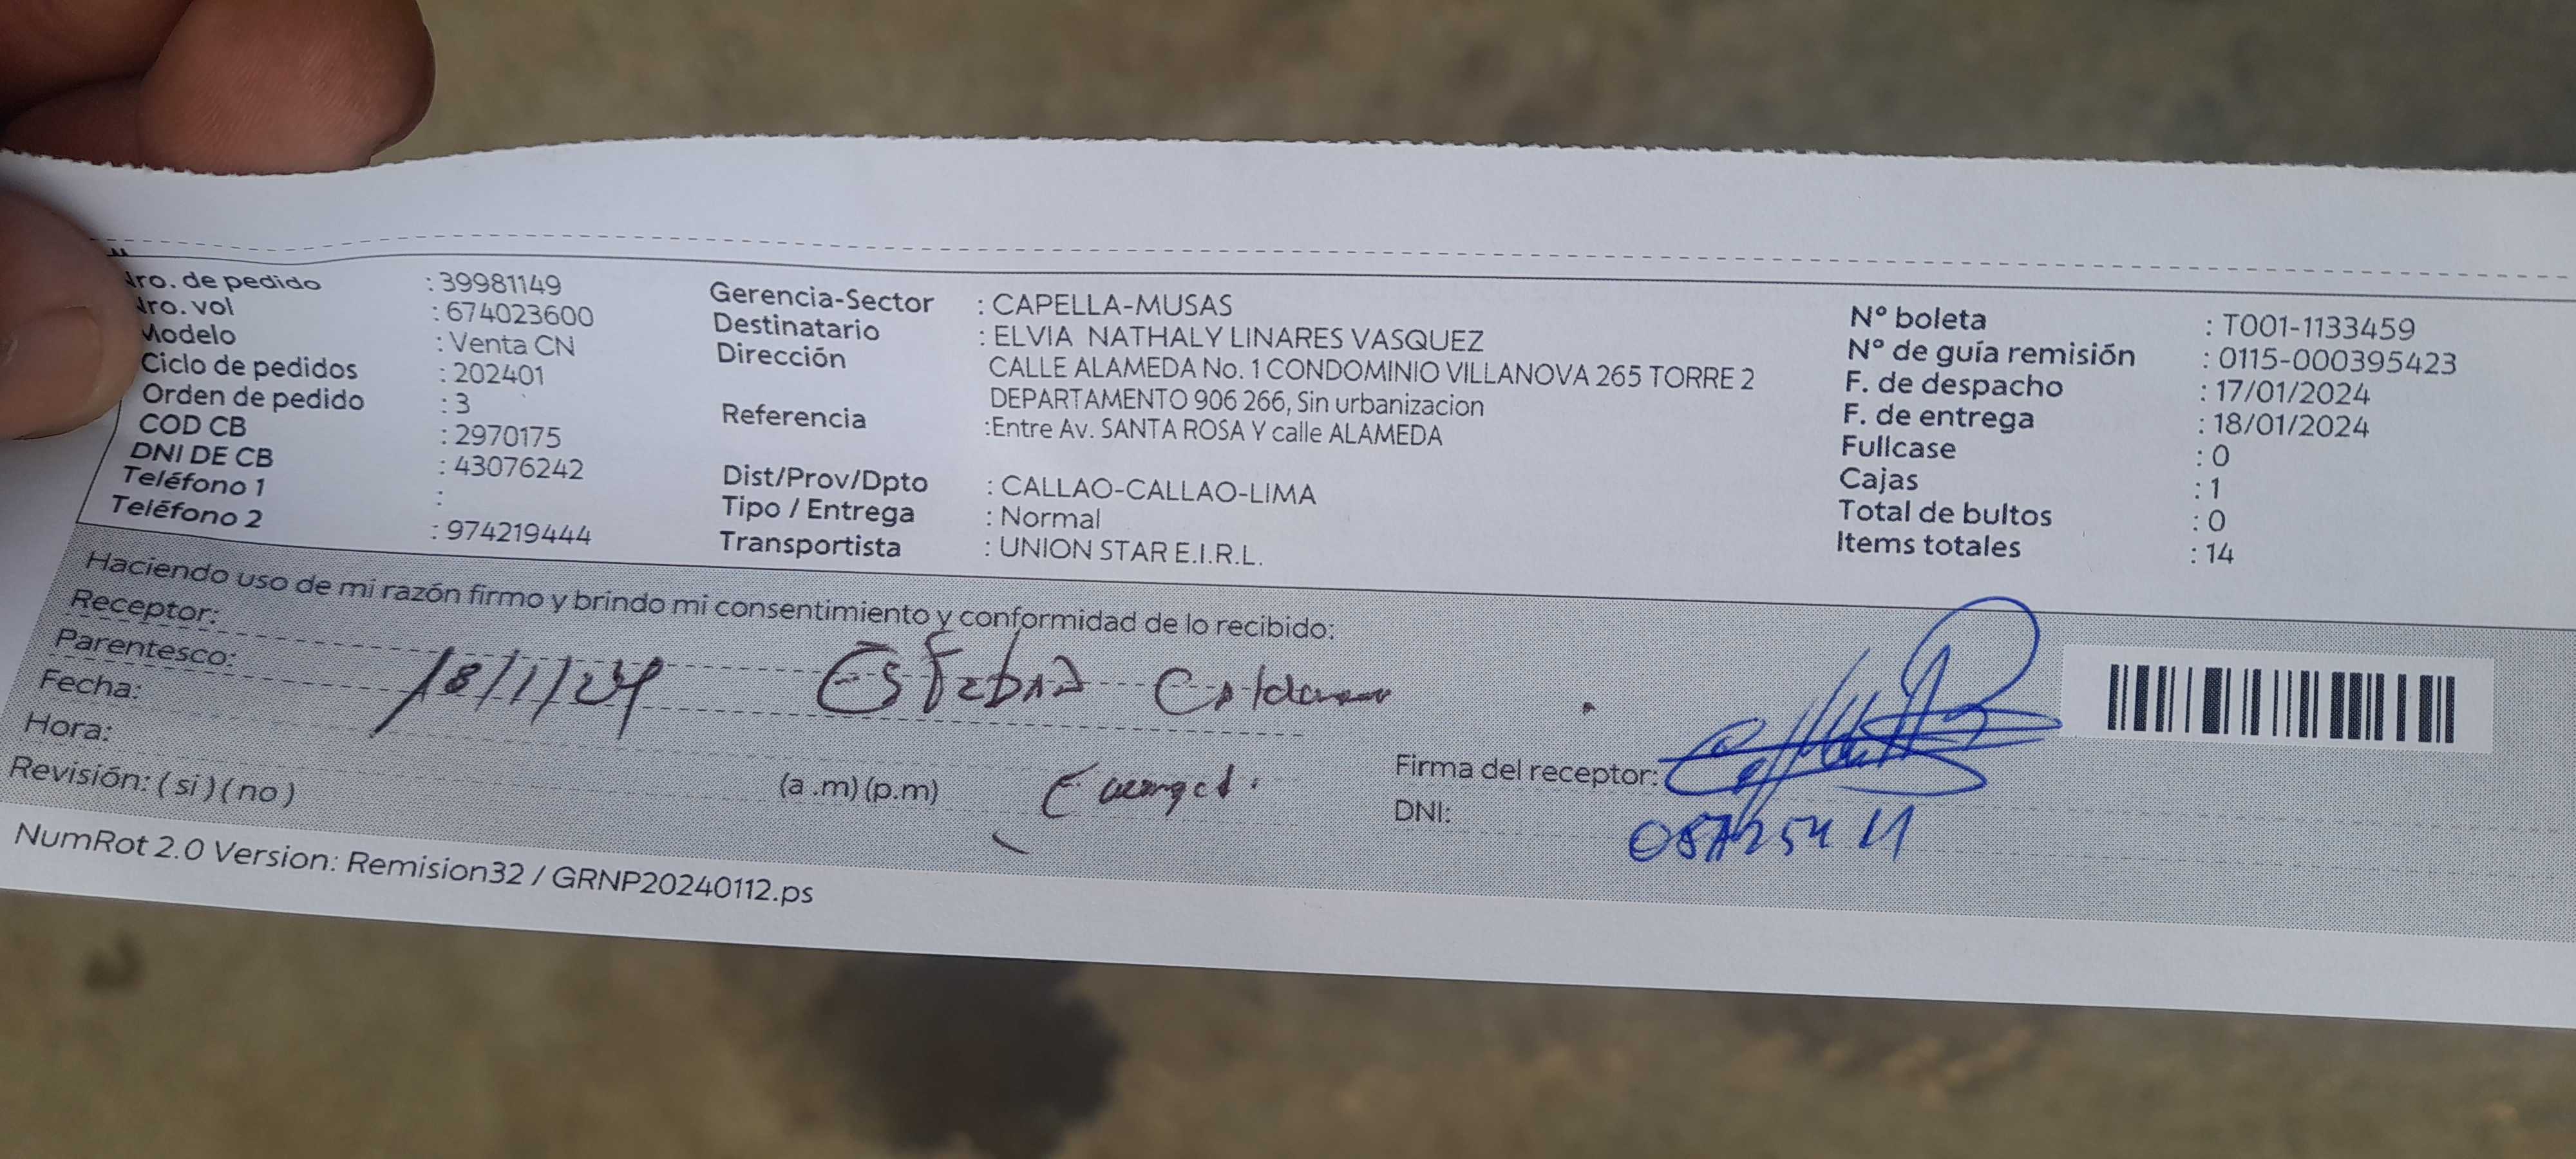 Nro. de pedido : 39981149
Nro. vol : 674023600
Modelo : Venta CN
Ciclo de pedidos : 202401
Orden de pedido : 3
COD CB : 2970175
DNI DE CB : 43076242
Teléfono 1 :
Teléfono 2 : 974219444
Gerencia-Sector : CAPELLA-MUSAS
Destinatario : ELVIA NATHALY LINARES VASQUEZ
Dirección CALLE ALAMEDA No. 1 CONDOMINIO VILLANOVA 265 TORRE 2
DEPARTAMENTO 906 266, Sin urbanizacion
Referencia :Entre Av. SANTA ROSA Y calle ALAMEDA
Dist/Prov/Dpto : CALLAO-CALLAO-LIMA
Tipo / Entrega : Normal
Transportista : UNION STAR E.I.R.L.
Nº boleta : T001-1133459
Nº de guía remisión : 0115-000395423
F. de despacho : 17/01/2024
F. de entrega : 18/01/2024
Fullcase : 0
Cajas : 1
Total de bultos : 0
Items totales : 14
Haciendo uso de mi razón firmo y brindo mi consentimiento y conformidad de lo recibido:
Receptor:
Parentesco:
Fecha: 18/1/24
Hora: (a .m) (p.m)
Revisión: ( si ) ( no )
Firma del receptor:
DNI:
NumRot 2.0 Version: Remision32 / GRNP20240112.ps